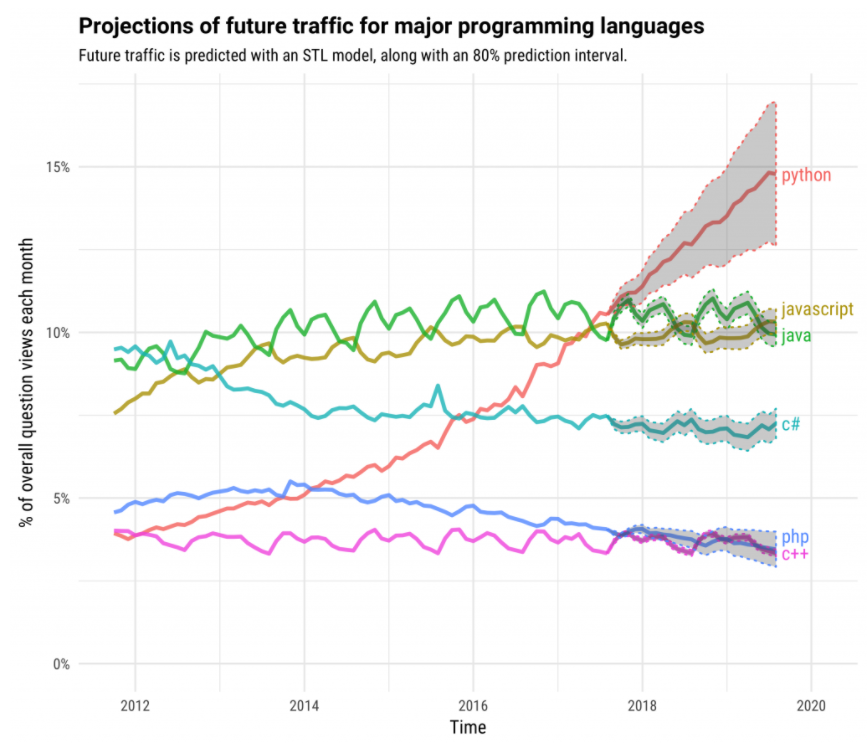 Projections of future traffic for major programming languages
Future traffic is predicted with an STL model, along with an 80% prediction interval.
% of overall question views each month
15%
10%
5%
0%
python
javascript
java
c#
php
c++
2012
2014
2016
2018
2020
Time